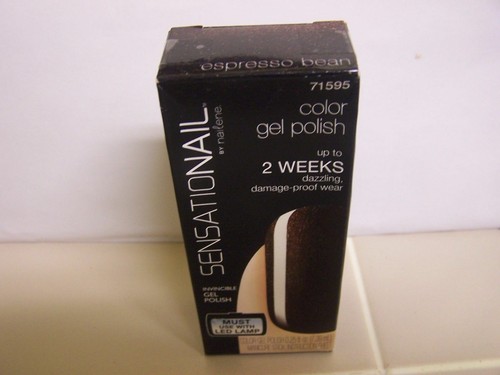 espresso bean
71595
color
gel polish
up to
2 WEEKS
dazzling,
damage-proof wear
SENSATIONAIL
BY nailene.
INVINCIBLE
GEL
POLISH
MUST
USE WITH
LED LAMP